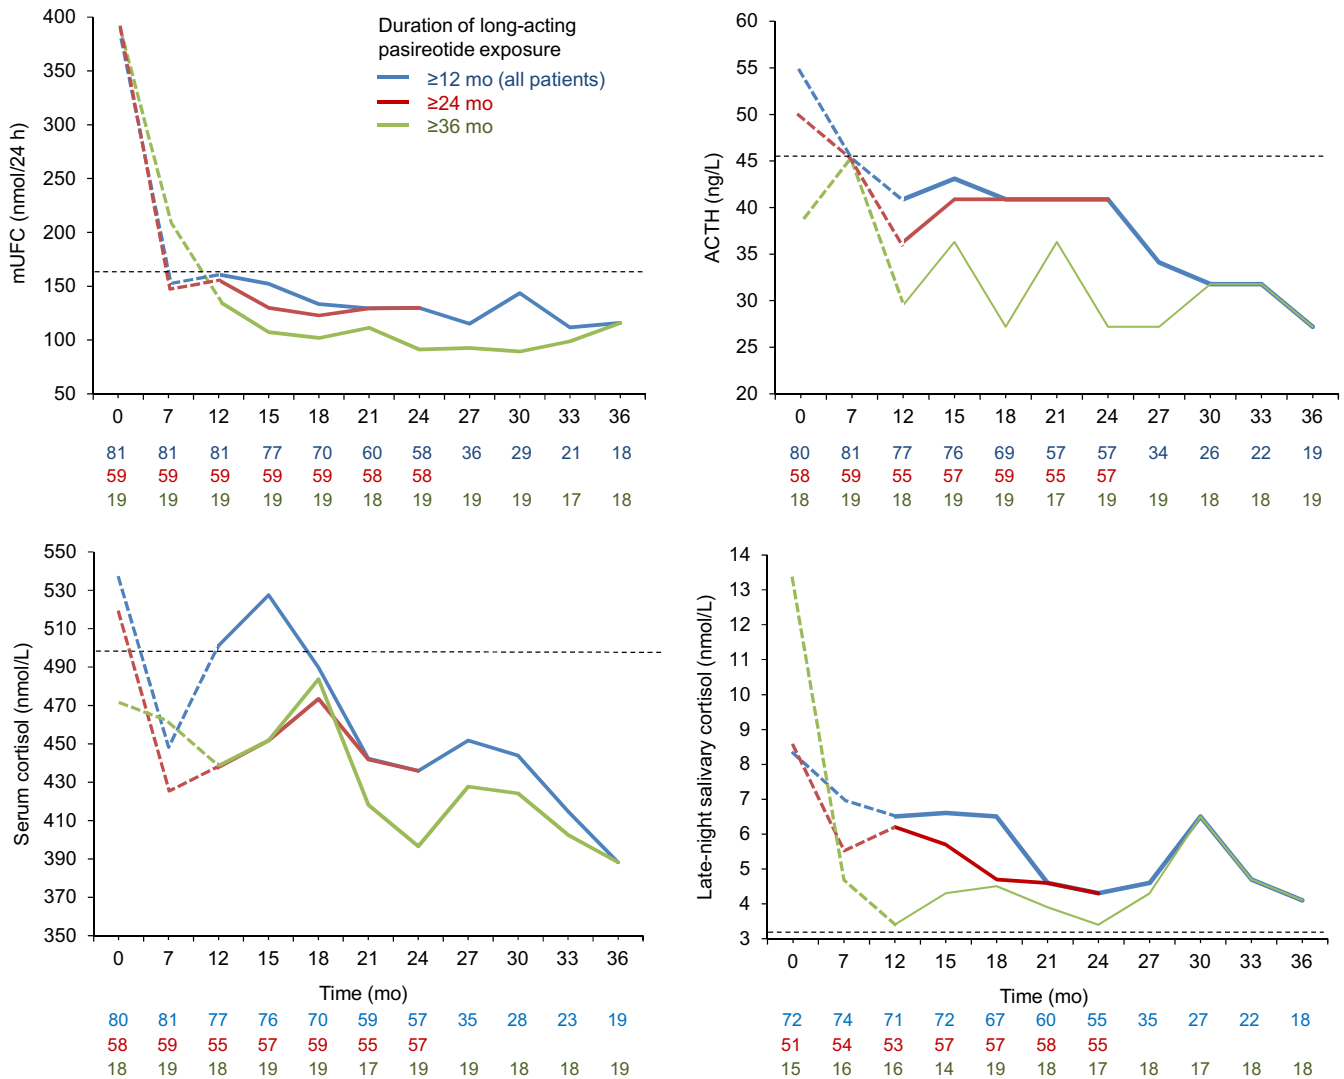 400
350
300
250
200
150
100
50
mUFC (nmol/24 h)
Duration of long-acting
pasireotide exposure
≥12 mo (all patients)
≥24 mo
≥36 mo
0 7 12 15 18 21 24 27 30 33 36
81 81 81 77 70 60 58 36 29 21 18
59 59 59 59 59 58 58
19 19 19 19 19 18 19 19 19 17 18
60
55
50
45
40
35
30
25
20
ACTH (ng/L)
0 7 12 15 18 21 24 27 30 33 36
80 81 77 76 69 57 57 34 26 22 19
58 59 55 57 59 55 57
18 19 18 19 19 17 19 19 18 18 19
550
530
510
490
470
450
430
410
390
370
350
Serum cortisol (nmol/L)
0 7 12 15 18 21 24 27 30 33 36
Time (mo)
80 81 77 76 70 59 57 35 28 23 19
58 59 55 57 59 55 57
18 19 18 19 19 17 19 19 18 18 19
14
13
12
11
10
9
8
7
6
5
4
3
Late-night salivary cortisol (nmol/L)
0 7 12 15 18 21 24 27 30 33 36
Time (mo)
72 74 71 72 67 60 55 35 27 22 18
51 54 53 57 57 58 55
15 16 16 14 19 18 17 18 17 18 18